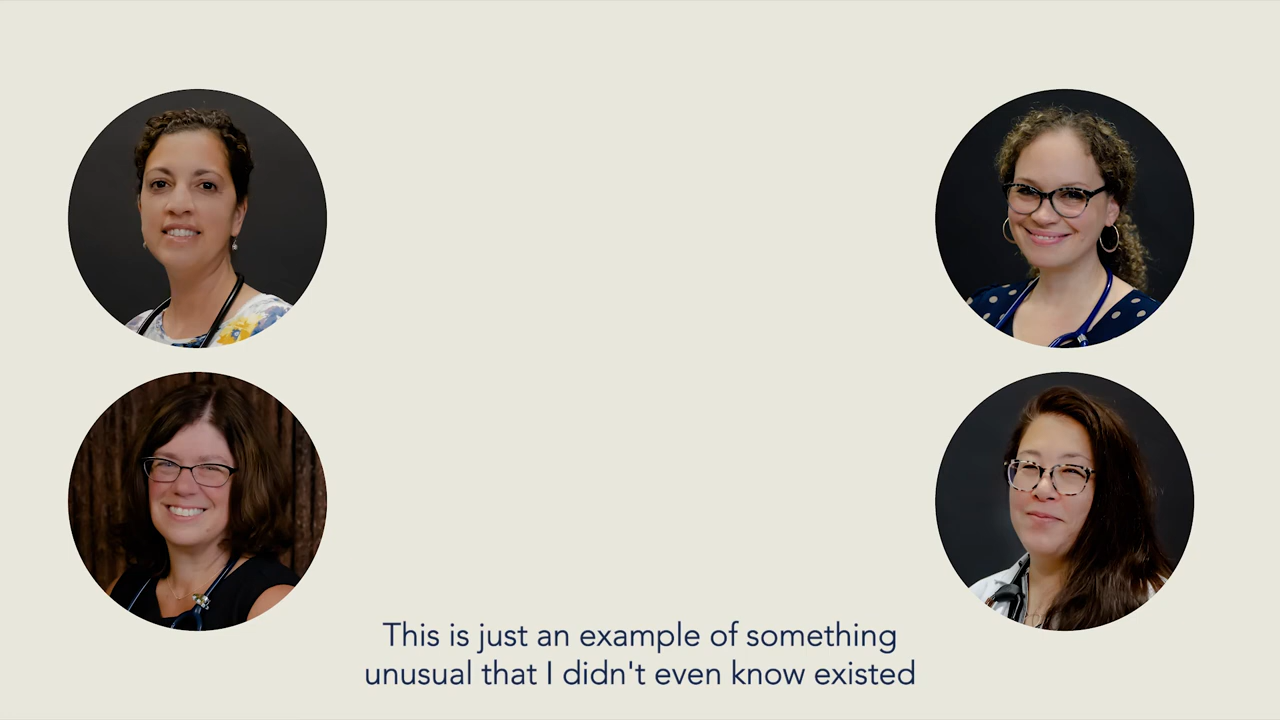 This is just an example of something
unusual that I didn't even know existed